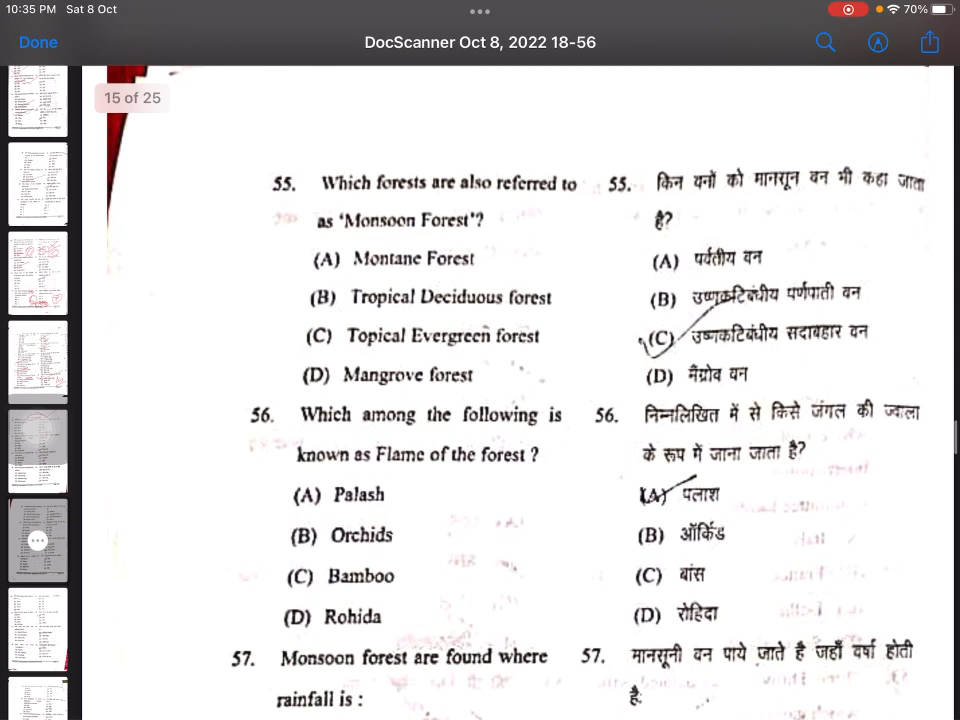 10:35 PM Sat 8 Oct
70%
Done
DocScanner Oct 8, 2022 18-56
15 of 25
55. Which forests are also referred to
as 'Monsoon Forest'?
(A) Montane Forest
(B) Tropical Deciduous forest
(C) Topical Evergreen forest
(D) Mangrove forest
56. Which among the following is
known as Flame of the forest ?
(A) Palash
(B) Orchids
(C) Bamboo
(D) Rohida
57. Monsoon forest are found where
rainfall is :
55. किन वनों को मानसून वन भी कहा जाता
है?
(A) पर्वतीय वन
(B) उष्णकटिबंधीय पर्णपाती वन
(C) उष्णकटिबंधीय सदाबहार वन
(D) मैंग्रोव वन
56. निम्नलिखित में से किसे जंगल की ज्वाला
के रूप में जाना जाता है?
(A) पलाश
(B) ऑर्किड
(C) बांस
(D) रोहिदा
57. मानसूनी वन पाये जाते है जहाँ वर्षा होती
है: